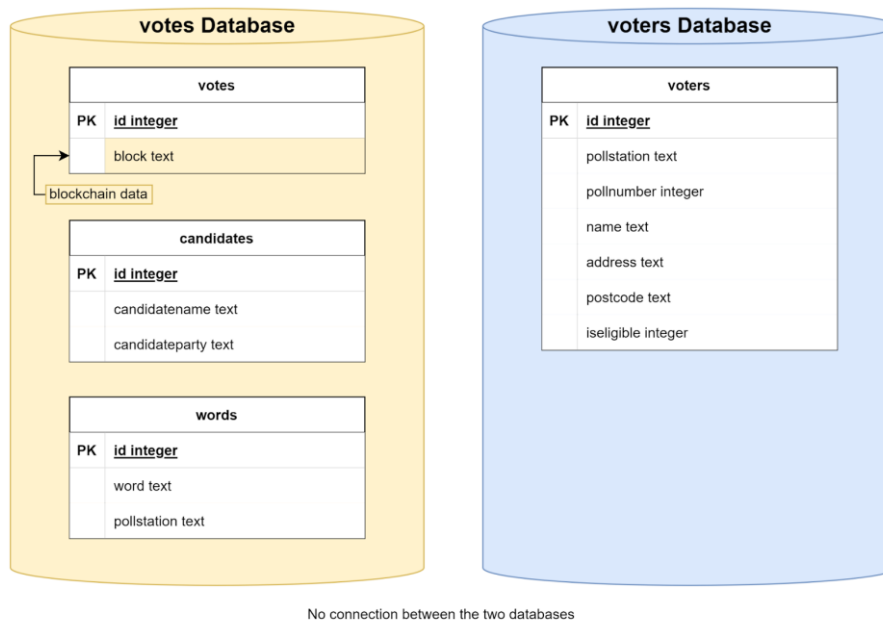 votes Database
votes
PK id integer
block text
blockchain data
candidates
PK id integer
candidatename text
candidateparty text
words
PK id integer
word text
pollstation text
voters Database
voters
PK id integer
pollstation text
pollnumber integer
name text
address text
postcode text
iseligible integer
No connection between the two databases